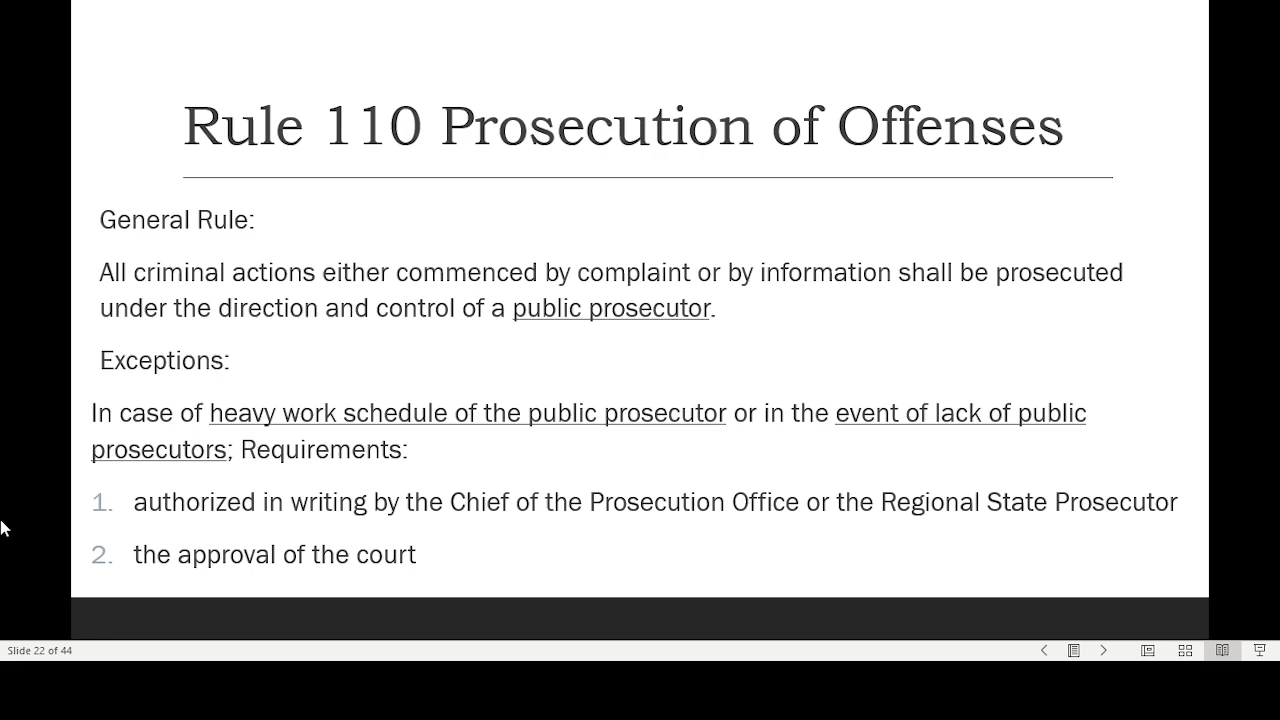 Rule 110 Prosecution of Offenses
General Rule:
All criminal actions either commenced by complaint or by information shall be prosecuted
under the direction and control of a public prosecutor.
Exceptions:
In case of heavy work schedule of the public prosecutor or in the event of lack of public
prosecutors; Requirements:
1. authorized in writing by the Chief of the Prosecution Office or the Regional State Prosecutor
2. the approval of the court
Slide 22 of 44